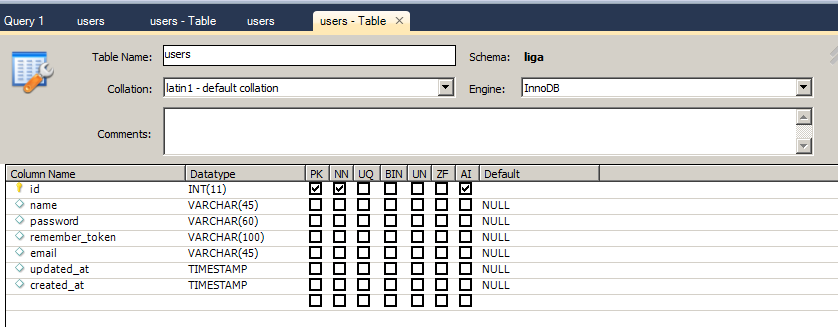 Query 1 users users - Table users users - Table
Table Name: users Schema: liga
Collation: latin1 - default collation Engine: InnoDB
Comments:
Column Name Datatype PK NN UQ BIN UN ZF AI Default
id INT(11)
name VARCHAR(45) NULL
password VARCHAR(60) NULL
remember_token VARCHAR(100) NULL
email VARCHAR(45) NULL
updated_at TIMESTAMP NULL
created_at TIMESTAMP NULL